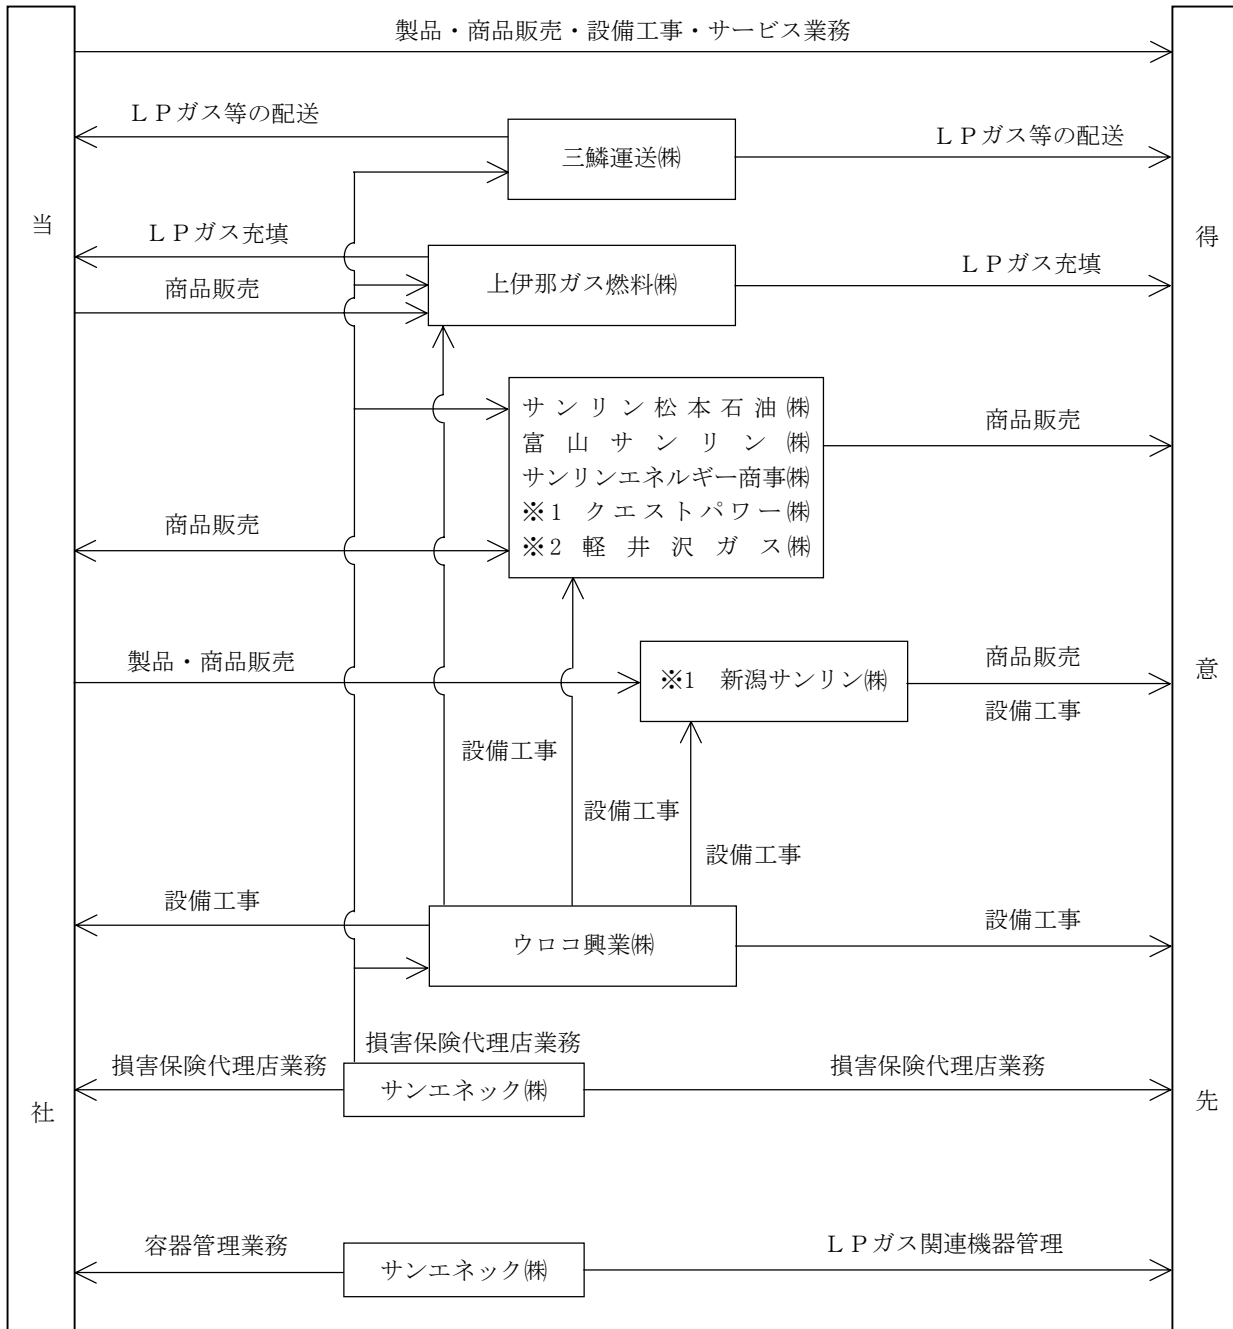 製品・商品販売・設備工事・サービス業務
ＬＰガス等の配送
三鱗運送㈱
ＬＰガス等の配送
当
得
ＬＰガス充填
上伊那ガス燃料㈱
ＬＰガス充填
商品販売
サンリン松本石油㈱
富山サンリン㈱
サンリンエネルギー商事㈱
※1 クエストパワー㈱
※2 軽井沢ガス㈱
商品販売
商品販売
製品・商品販売
※1 新潟サンリン㈱
商品販売
設備工事
意
設備工事
設備工事
設備工事
設備工事
ウロコ興業㈱
設備工事
損害保険代理店業務
損害保険代理店業務
サンエネック㈱
損害保険代理店業務
社
先
容器管理業務
サンエネック㈱
ＬＰガス関連機器管理